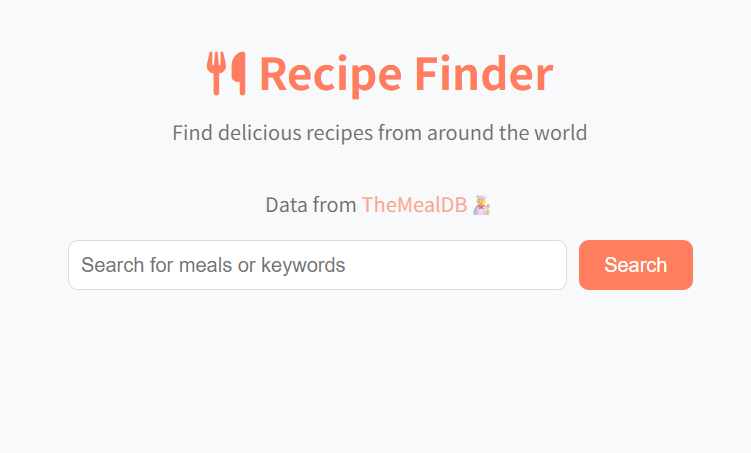 Recipe Finder
Find delicious recipes from around the world
Data from TheMealDB 
Search for meals or keywords
Search